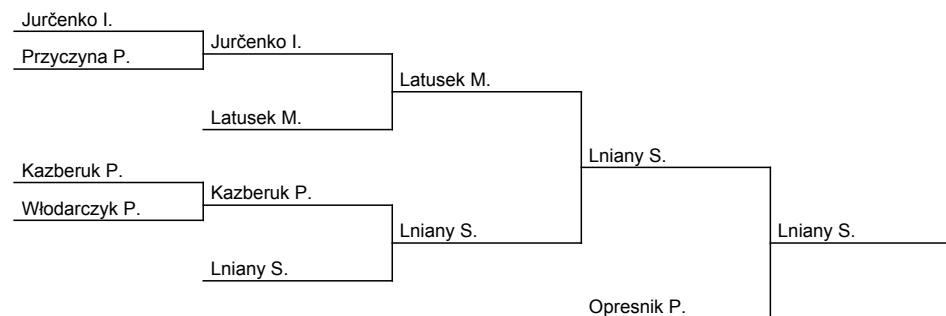 Jurčenko I.
Jurčenko I.
Przyczyna P.
Latusek M.
Latusek M.
Lniany S.
Kazberuk P.
Kazberuk P.
Włodarczyk P.
Lniany S.
Lniany S.
Lniany S.
Opresnik P.